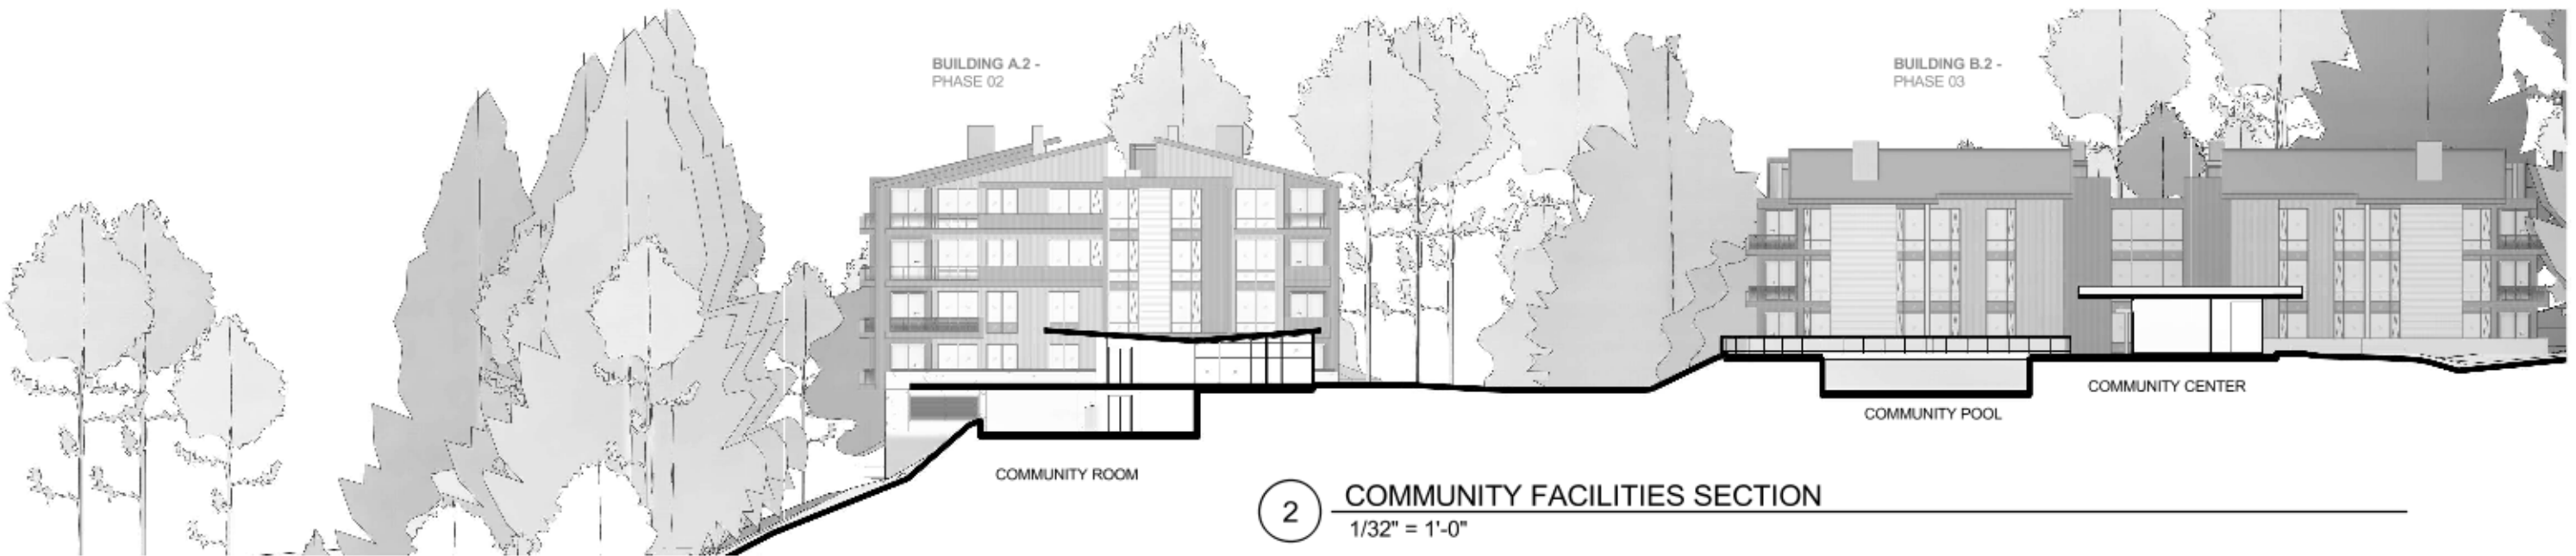 BUILDING A.2 -
PHASE 02
BUILDING B.2 -
PHASE 03
COMMUNITY ROOM
COMMUNITY POOL
COMMUNITY CENTER
2
COMMUNITY FACILITIES SECTION
1/32" = 1'-0"